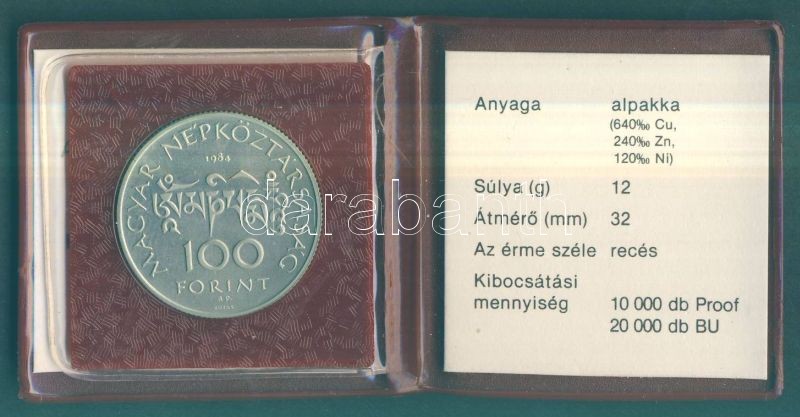 MAGYAR NÉPKÖZTÁRSASÁG
1984
100
FORINT
BP.
Anyaga alpakka
(640‰ Cu,
240‰ Zn,
120‰ Ni)
Súlya (g) 12
Átmérő (mm) 32
Az érme széle recés
Kibocsátási
mennyiség 10 000 db Proof
20 000 db BU
darabanth